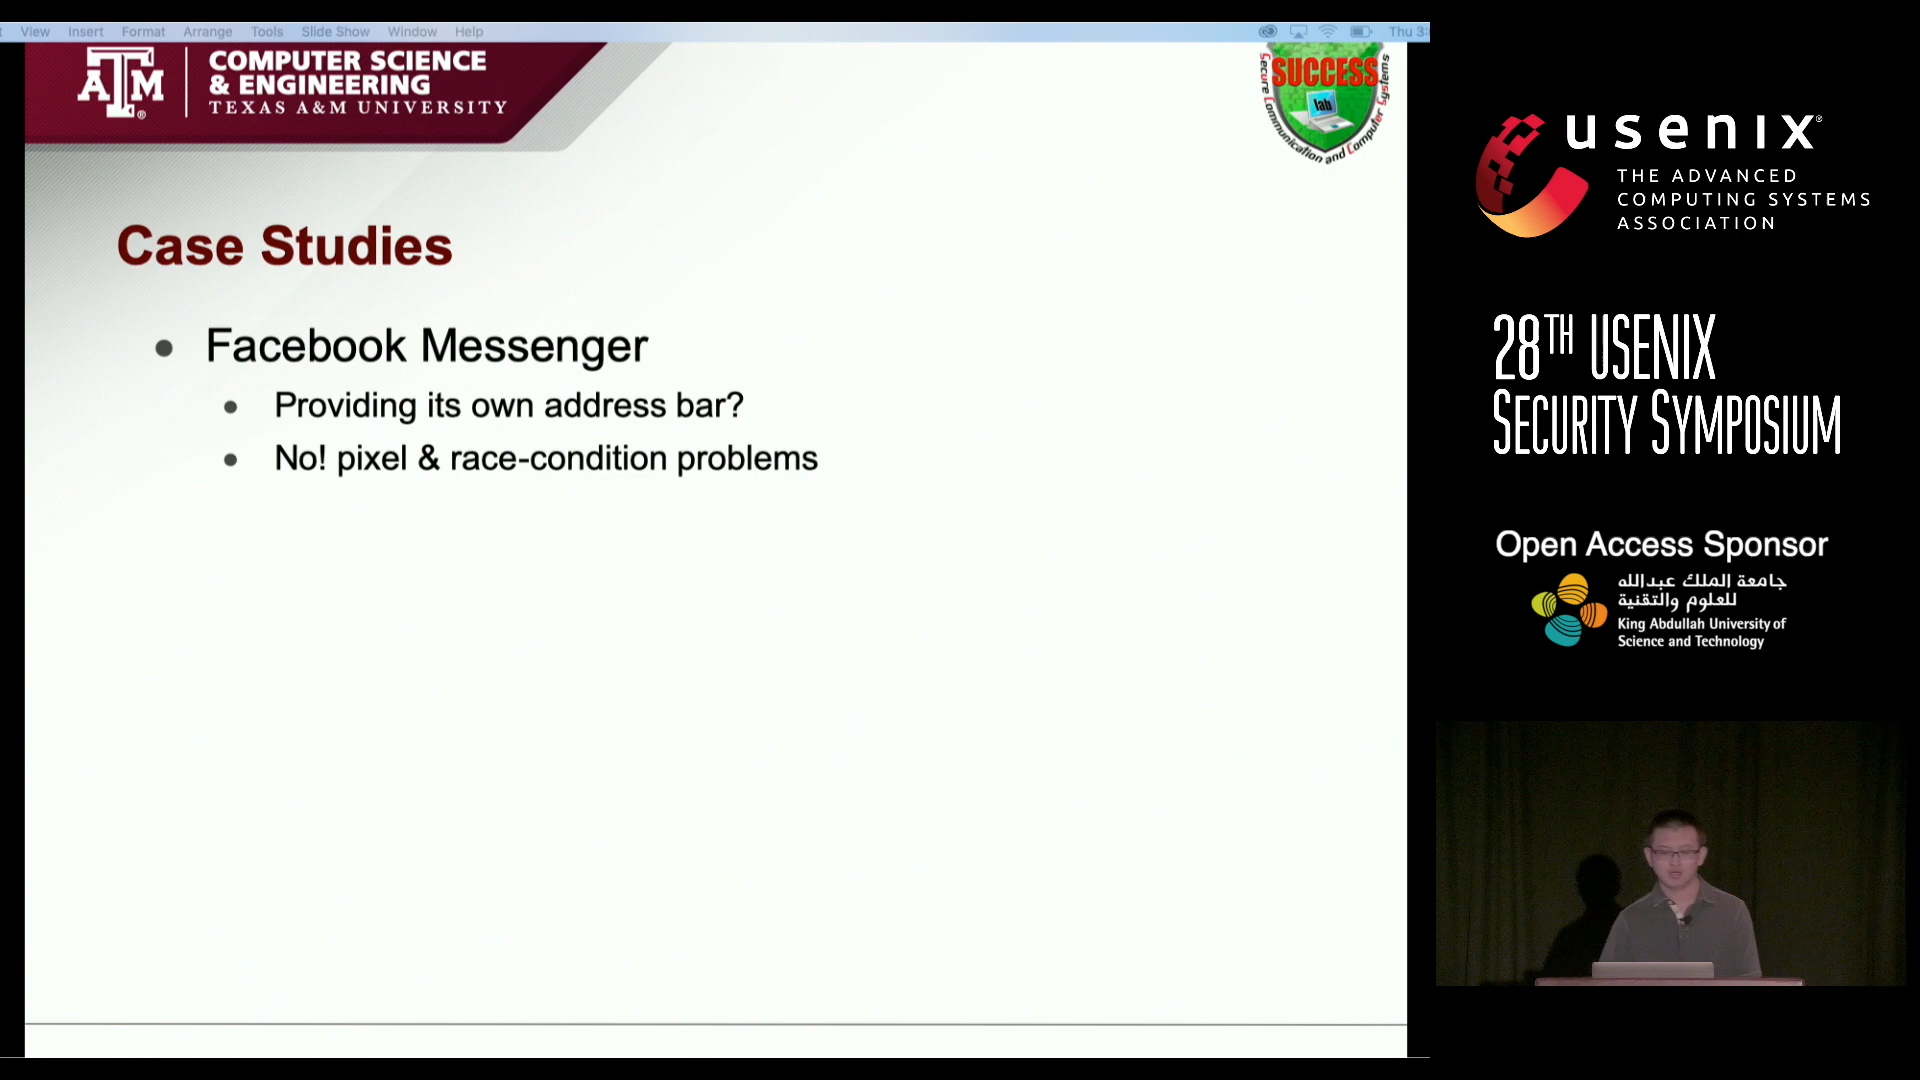 View Insert Format Arrange Tools Slide Show Window Help
Thu 3:
ATM
COMPUTER SCIENCE
& ENGINEERING
TEXAS A&M UNIVERSITY
SUCCESS
lab
Secure Communication and Computer Systems
Case Studies
Facebook Messenger
Providing its own address bar?
No! pixel & race-condition problems
usenix
THE ADVANCED
COMPUTING SYSTEMS
ASSOCIATION
28TH USENIX
SECURITY SYMPOSIUM
Open Access Sponsor
جامعة الملك عبدالله
للعلوم والتقنية
King Abdullah University of
Science and Technology